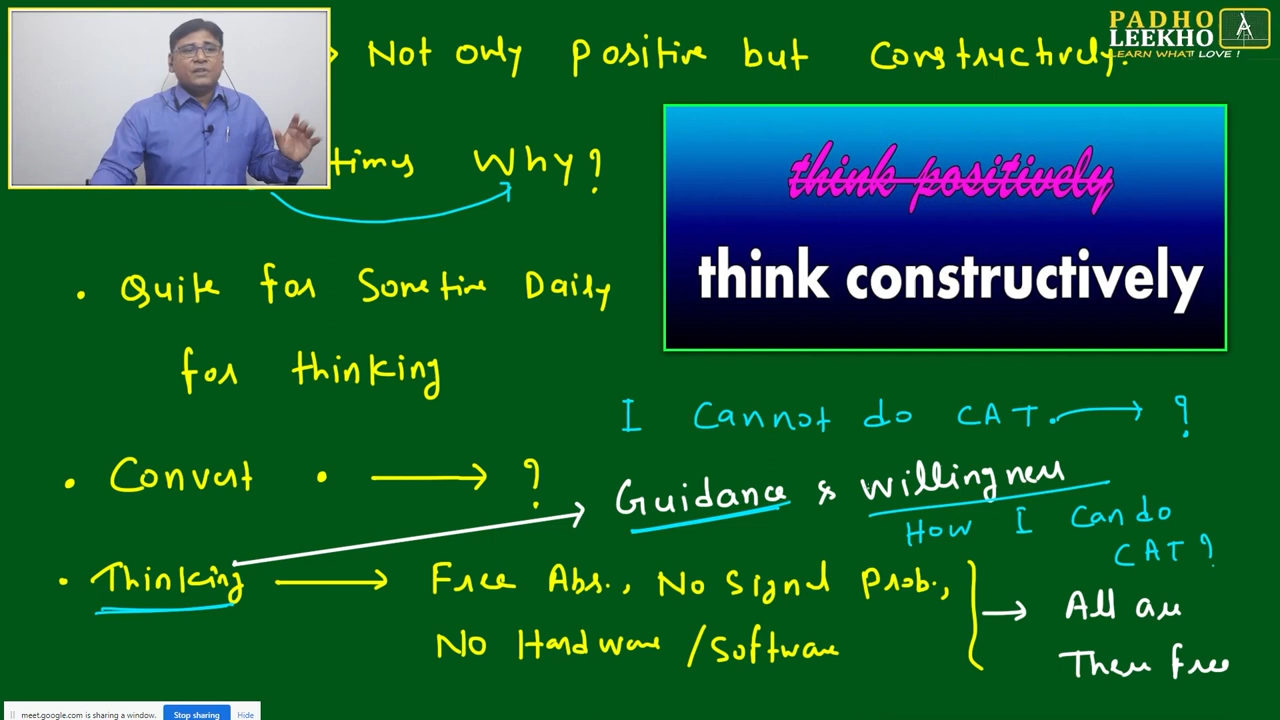 PADHO
LEEKHO
LEARN WHAT I LOVE !
Not only positive but constructively.
times Why?
think positively
think constructively
• Quite for Sometime Daily
for thinking
I Cannot do CAT. → ?
• Convert • → ?
Guidance & willingness
How I Can do
CAT ?
• Thinking → Free Abs., No Signal Prob.,
No Hardware / Software
→ All are
There free
meet.google.com is sharing a window. Stop sharing Hide